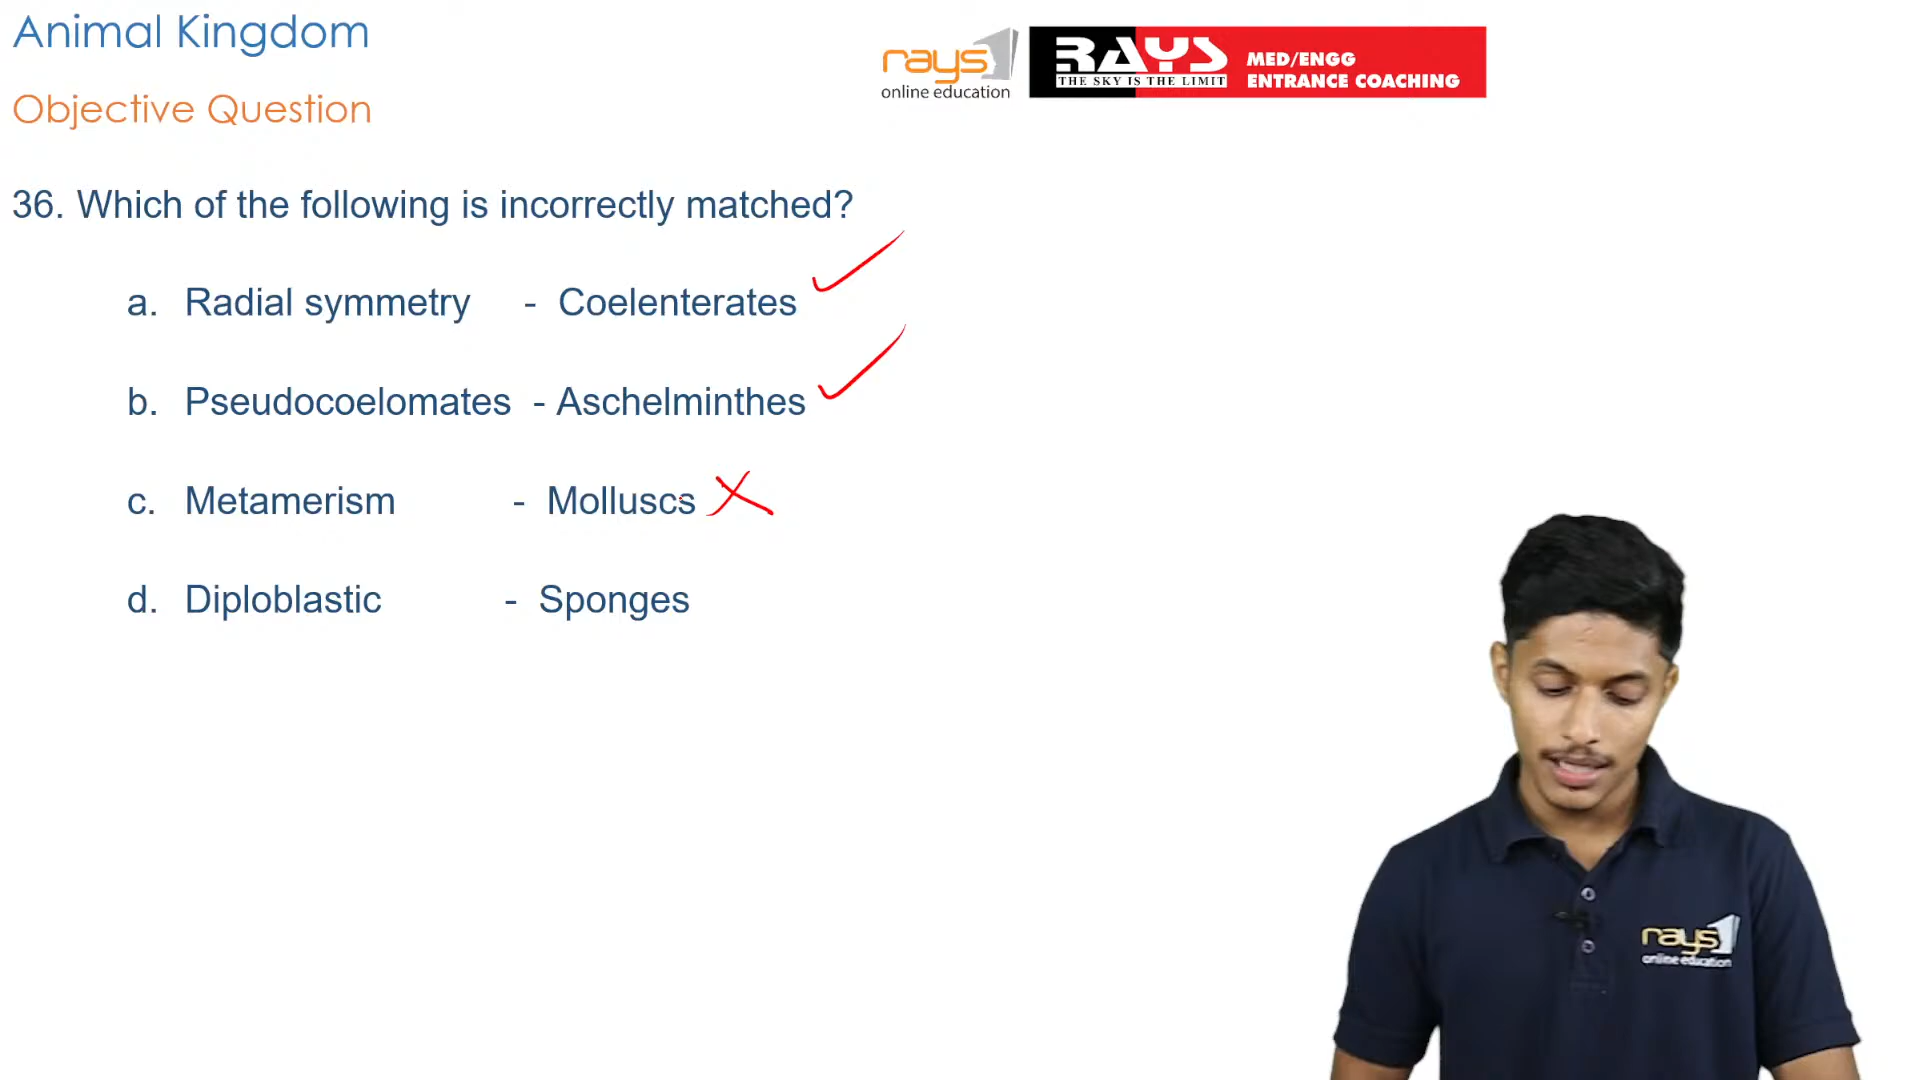 Animal Kingdom
Objective Question
rays
online education
RAYS
THE SKY IS THE LIMIT
MED/ENGG
ENTRANCE COACHING
36. Which of the following is incorrectly matched?
a. Radial symmetry - Coelenterates
b. Pseudocoelomates - Aschelminthes
c. Metamerism - Molluscs
d. Diploblastic - Sponges
rays
online education